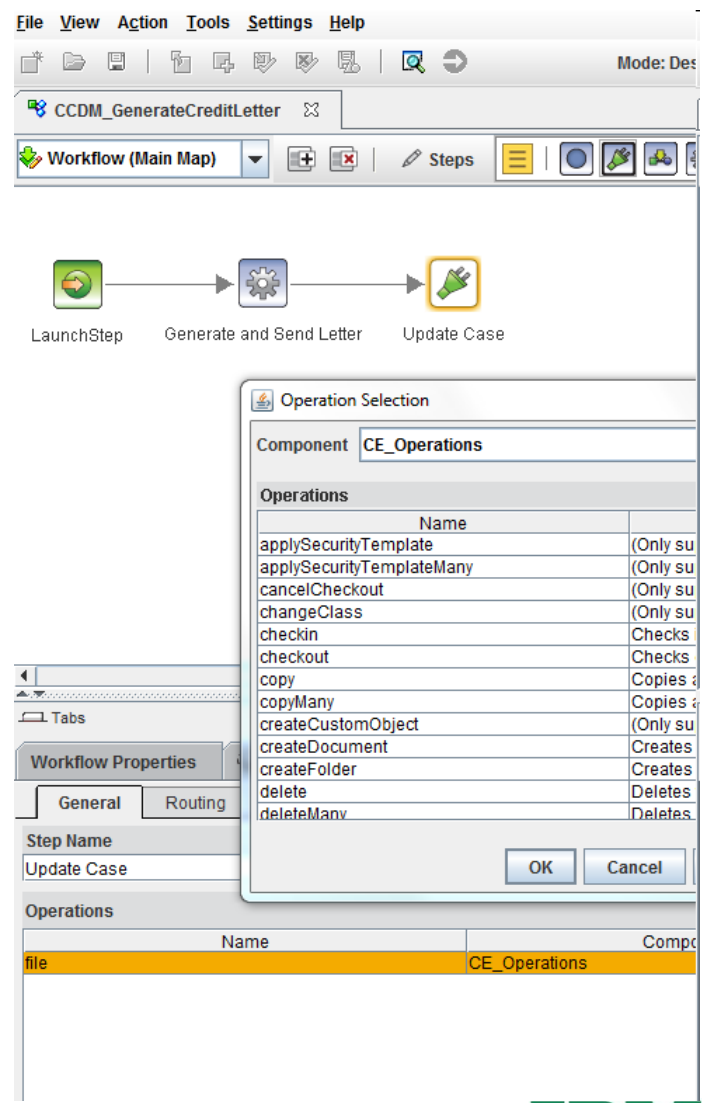 File View Action Tools Settings Help
Mode: Des
CCDM_GenerateCreditLetter
Workflow (Main Map)
Steps
LaunchStep
Generate and Send Letter
Update Case
Operation Selection
Component CE_Operations
Operations
Name
applySecurityTemplate (Only su
applySecurityTemplateMany (Only su
cancelCheckout (Only su
changeClass (Only su
checkin Checks
checkout Checks
copy Copies a
copyMany Copies a
createCustomObject (Only su
createDocument Creates
createFolder Creates
delete Deletes
deleteMany Deletes
OK Cancel
Tabs
Workflow Properties
General Routing
Step Name
Update Case
Operations
Name Compo
file CE_Operations